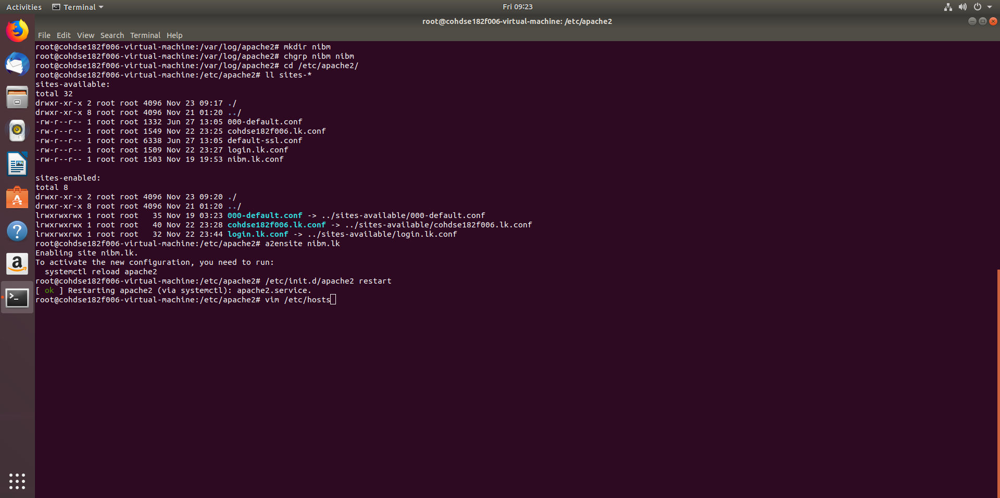 Activities Terminal Fri 09:23
root@cohdse182f006-virtual-machine: /etc/apache2
File Edit View Search Terminal Help
root@cohdse182f006-virtual-machine:/var/log/apache2# mkdir nibm
root@cohdse182f006-virtual-machine:/var/log/apache2# chgrp nibm nibm
root@cohdse182f006-virtual-machine:/var/log/apache2# cd /etc/apache2/
root@cohdse182f006-virtual-machine:/etc/apache2# ll sites-*
sites-available:
total 32
drwxr-xr-x 2 root root 4096 Nov 23 09:17 ./
drwxr-xr-x 8 root root 4096 Nov 21 01:20 ../
-rw-r--r-- 1 root root 1332 Jun 27 13:05 000-default.conf
-rw-r--r-- 1 root root 1549 Nov 22 23:25 cohdse182f006.lk.conf
-rw-r--r-- 1 root root 6338 Jun 27 13:05 default-ssl.conf
-rw-r--r-- 1 root root 1509 Nov 22 23:27 login.lk.conf
-rw-r--r-- 1 root root 1503 Nov 19 19:53 nibm.lk.conf
sites-enabled:
total 8
drwxr-xr-x 2 root root 4096 Nov 23 09:20 ./
drwxr-xr-x 8 root root 4096 Nov 21 01:20 ../
lrwxrwxrwx 1 root root   35 Nov 19 03:23 000-default.conf -> ../sites-available/000-default.conf
lrwxrwxrwx 1 root root   40 Nov 22 23:28 cohdse182f006.lk.conf -> ../sites-available/cohdse182f006.lk.conf
lrwxrwxrwx 1 root root   32 Nov 22 23:44 login.lk.conf -> ../sites-available/login.lk.conf
root@cohdse182f006-virtual-machine:/etc/apache2# a2ensite nibm.lk
Enabling site nibm.lk.
To activate the new configuration, you need to run:
  systemctl reload apache2
root@cohdse182f006-virtual-machine:/etc/apache2# /etc/init.d/apache2 restart
[ ok ] Restarting apache2 (via systemctl): apache2.service.
root@cohdse182f006-virtual-machine:/etc/apache2# vim /etc/hosts